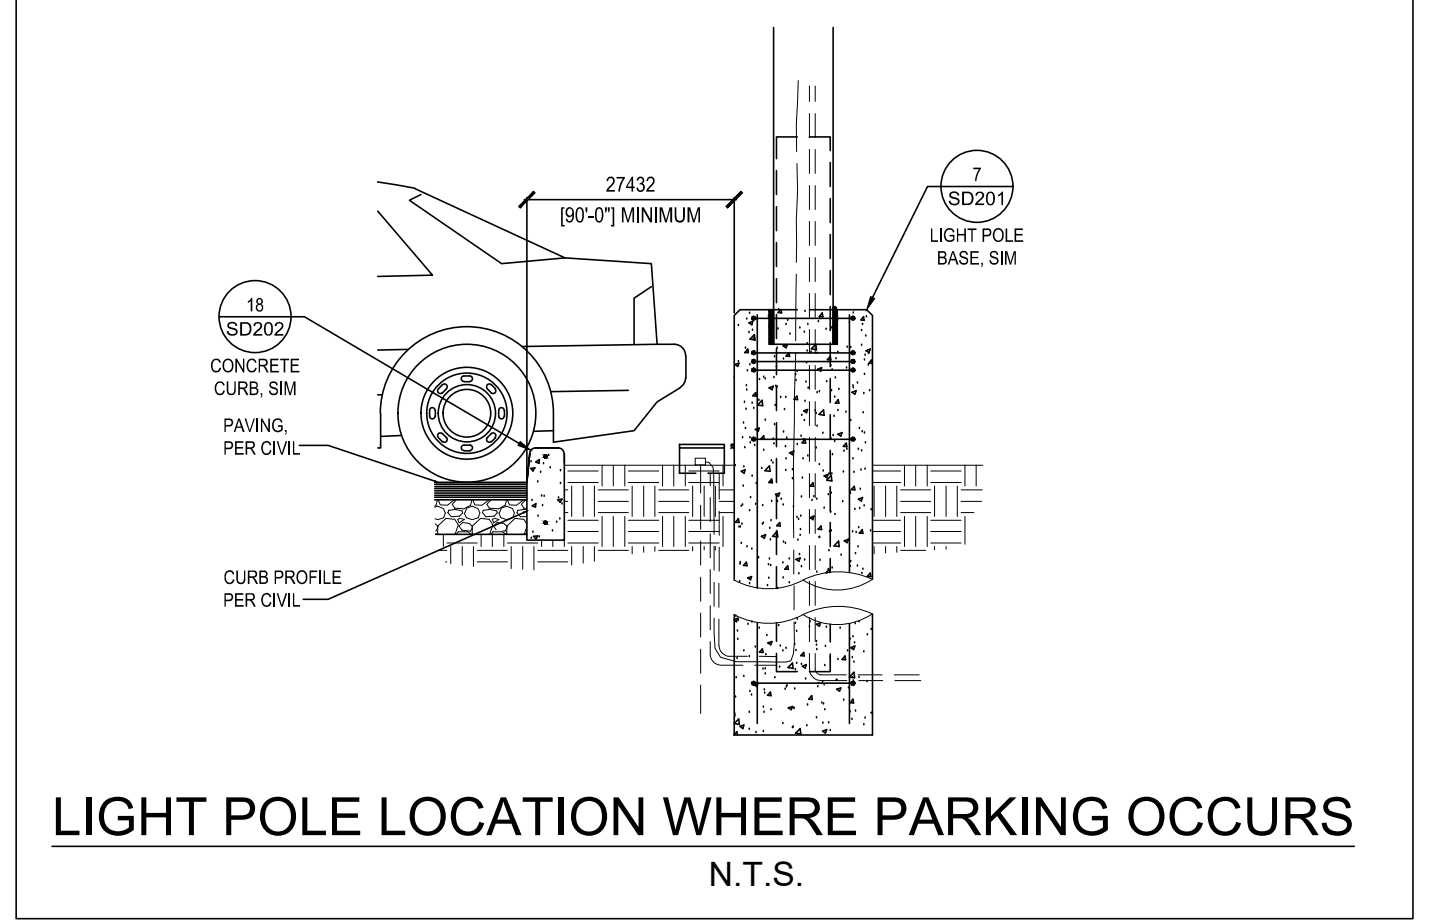 27432
[90'-0"] MINIMUM
7
SD201
LIGHT POLE
BASE, SIM
18
SD202
CONCRETE
CURB, SIM
PAVING,
PER CIVIL
CURB PROFILE
PER CIVIL
LIGHT POLE LOCATION WHERE PARKING OCCURS
N.T.S.